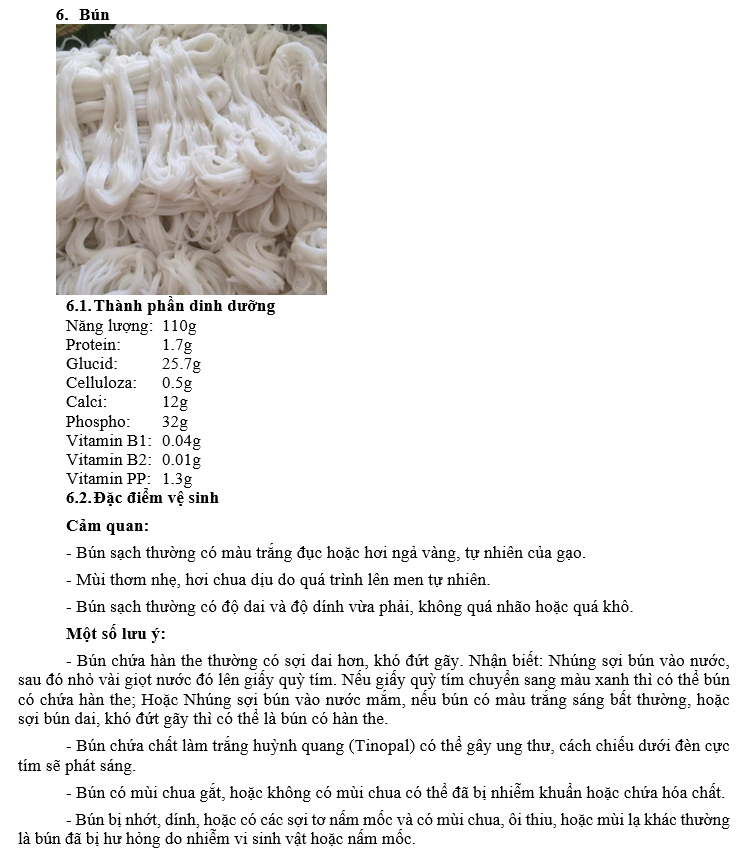 6. Bún
6.1. Thành phần dinh dưỡng
Năng lượng: 110g
Protein: 1.7g
Glucid: 25.7g
Celluloza: 0.5g
Calci: 12g
Phospho: 32g
Vitamin B1: 0.04g
Vitamin B2: 0.01g
Vitamin PP: 1.3g
6.2. Đặc điểm vệ sinh
Cảm quan:
- Bún sạch thường có màu trắng đục hoặc hơi ngả vàng, tự nhiên của gạo.
- Mùi thơm nhẹ, hơi chua dịu do quá trình lên men tự nhiên.
- Bún sạch thường có độ dai và độ dính vừa phải, không quá nhão hoặc quá khô.
Một số lưu ý:
- Bún chứa hàn the thường có sợi dai hơn, khó đứt gãy. Nhận biết: Nhúng sợi bún vào nước,
sau đó nhỏ vài giọt nước đó lên giấy quỳ tím. Nếu giấy quỳ tím chuyển sang màu xanh thì có thể bún
có chứa hàn the; Hoặc Nhúng sợi bún vào nước mắm, nếu bún có màu trắng sáng bất thường, hoặc
sợi bún dai, khó đứt gãy thì có thể là bún có hàn the.
- Bún chứa chất làm trắng huỳnh quang (Tinopal) có thể gây ung thư, cách chiếu dưới đèn cực
tím sẽ phát sáng.
- Bún có mùi chua gắt, hoặc không có mùi chua có thể đã bị nhiễm khuẩn hoặc chứa hóa chất.
- Bún bị nhớt, dính, hoặc có các sợi tơ nấm mốc và có mùi chua, ôi thiu, hoặc mùi lạ khác thường
là bún đã bị hư hỏng do nhiễm vi sinh vật hoặc nấm mốc.